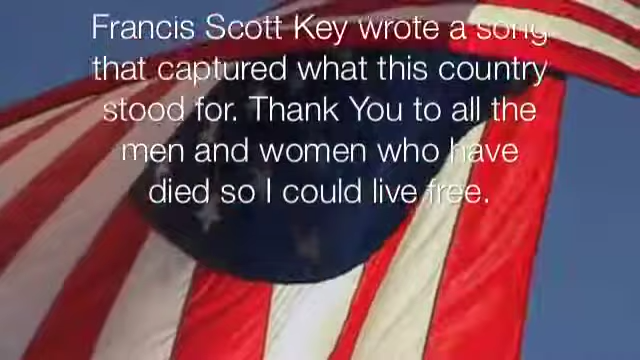 Francis Scott Key wrote a song
that captured what this country
stood for. Thank You to all the
men and women who have
died so I could live free.